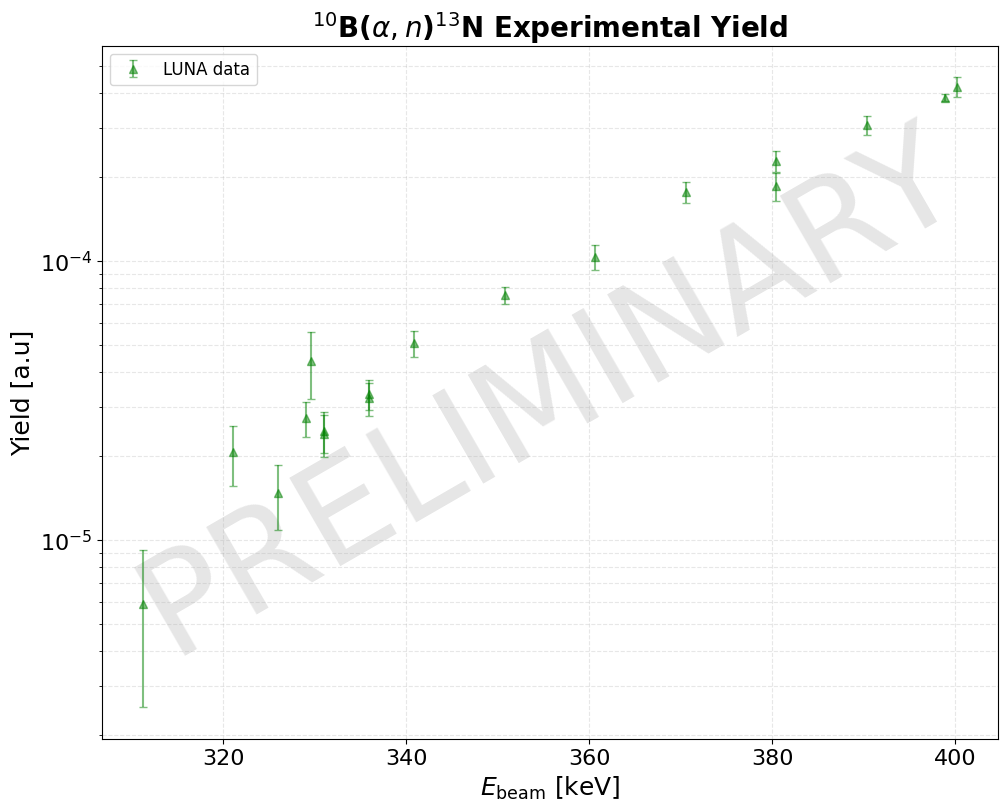 ¹⁰B(α, n)¹³N Experimental Yield
LUNA data
PRELIMINARY
Yield [a.u]
10⁻⁴
10⁻⁵
320 340 360 380 400
E_beam [keV]